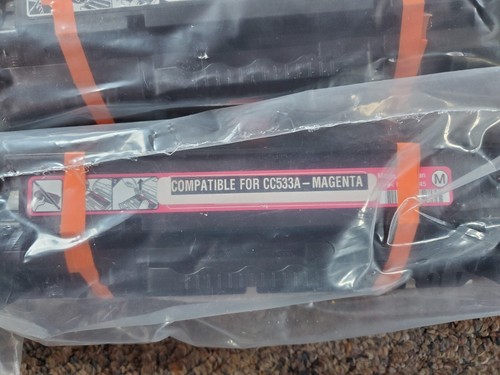 COMPATIBLE FOR CC533A – MAGENTA
M